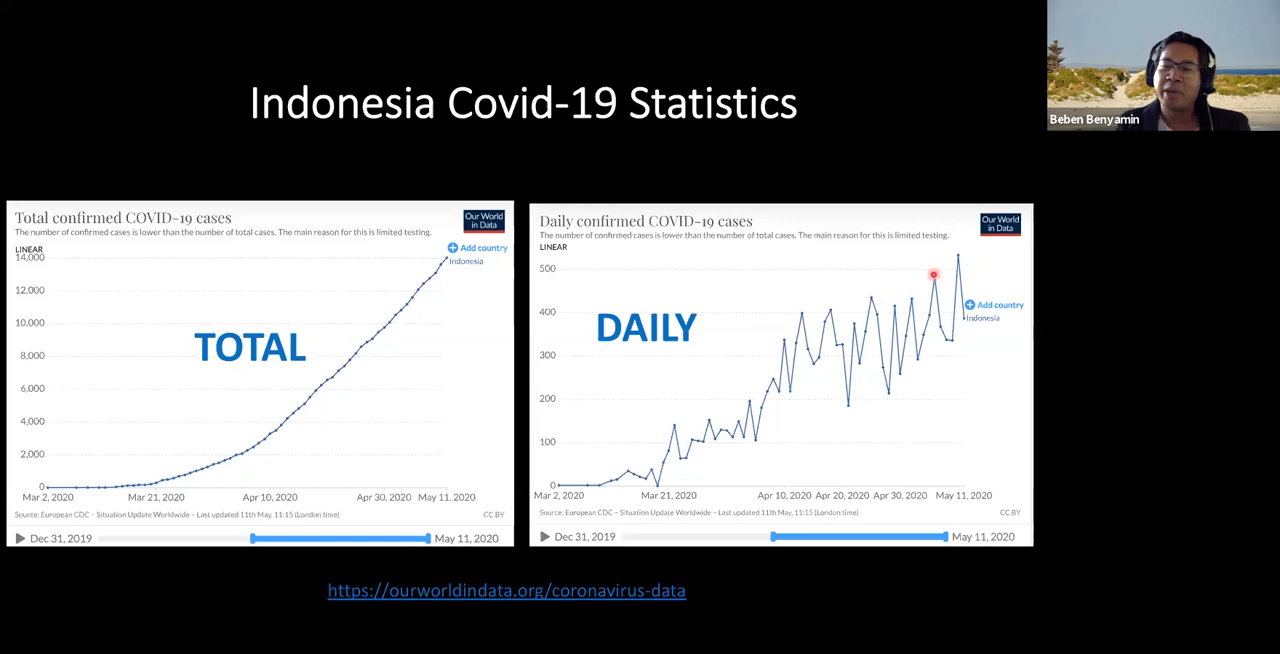 Indonesia Covid-19 Statistics
Beben Benyamin
Total confirmed COVID-19 cases
The number of confirmed cases is lower than the number of total cases. The main reason for this is limited testing.
Our World
in Data
LINEAR
Add country
14,000
Indonesia
12,000
10,000
8,000
6,000
4,000
2,000
0
TOTAL
Mar 2, 2020 Mar 21, 2020 Apr 10, 2020 Apr 30, 2020 May 11, 2020
Source: European CDC – Situation Update Worldwide – Last updated 11th May, 11:15 (London time) CC BY
Dec 31, 2019 May 11, 2020
Daily confirmed COVID-19 cases
The number of confirmed cases is lower than the number of total cases. The main reason for this is limited testing.
Our World
in Data
LINEAR
500
400
300
200
100
0
DAILY
Add country
Indonesia
Mar 2, 2020 Mar 21, 2020 Apr 10, 2020 Apr 20, 2020 Apr 30, 2020 May 11, 2020
Source: European CDC – Situation Update Worldwide – Last updated 11th May, 11:15 (London time) CC BY
Dec 31, 2019 May 11, 2020
https://ourworldindata.org/coronavirus-data